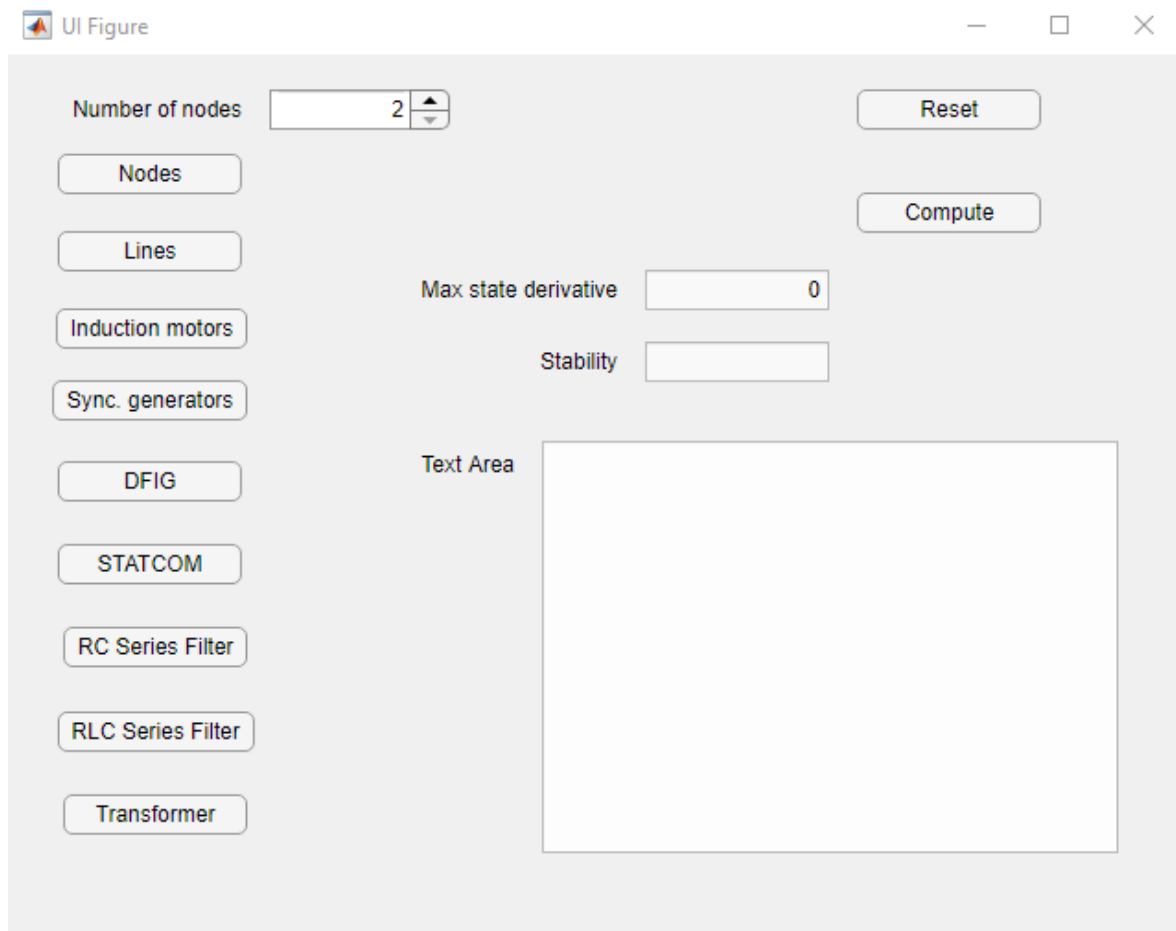 UI Figure
Number of nodes 2 Reset
Nodes
Compute
Lines
Max state derivative 0
Induction motors
Stability
Sync. generators
Text Area
DFIG
STATCOM
RC Series Filter
RLC Series Filter
Transformer